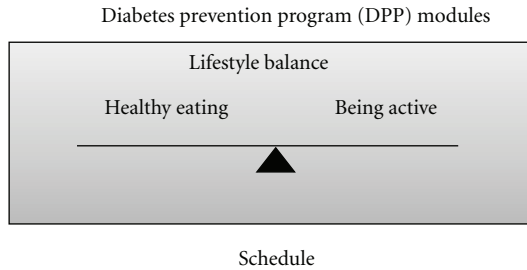 Diabetes prevention program (DPP) modules
Lifestyle balance
Healthy eating Being active
Schedule